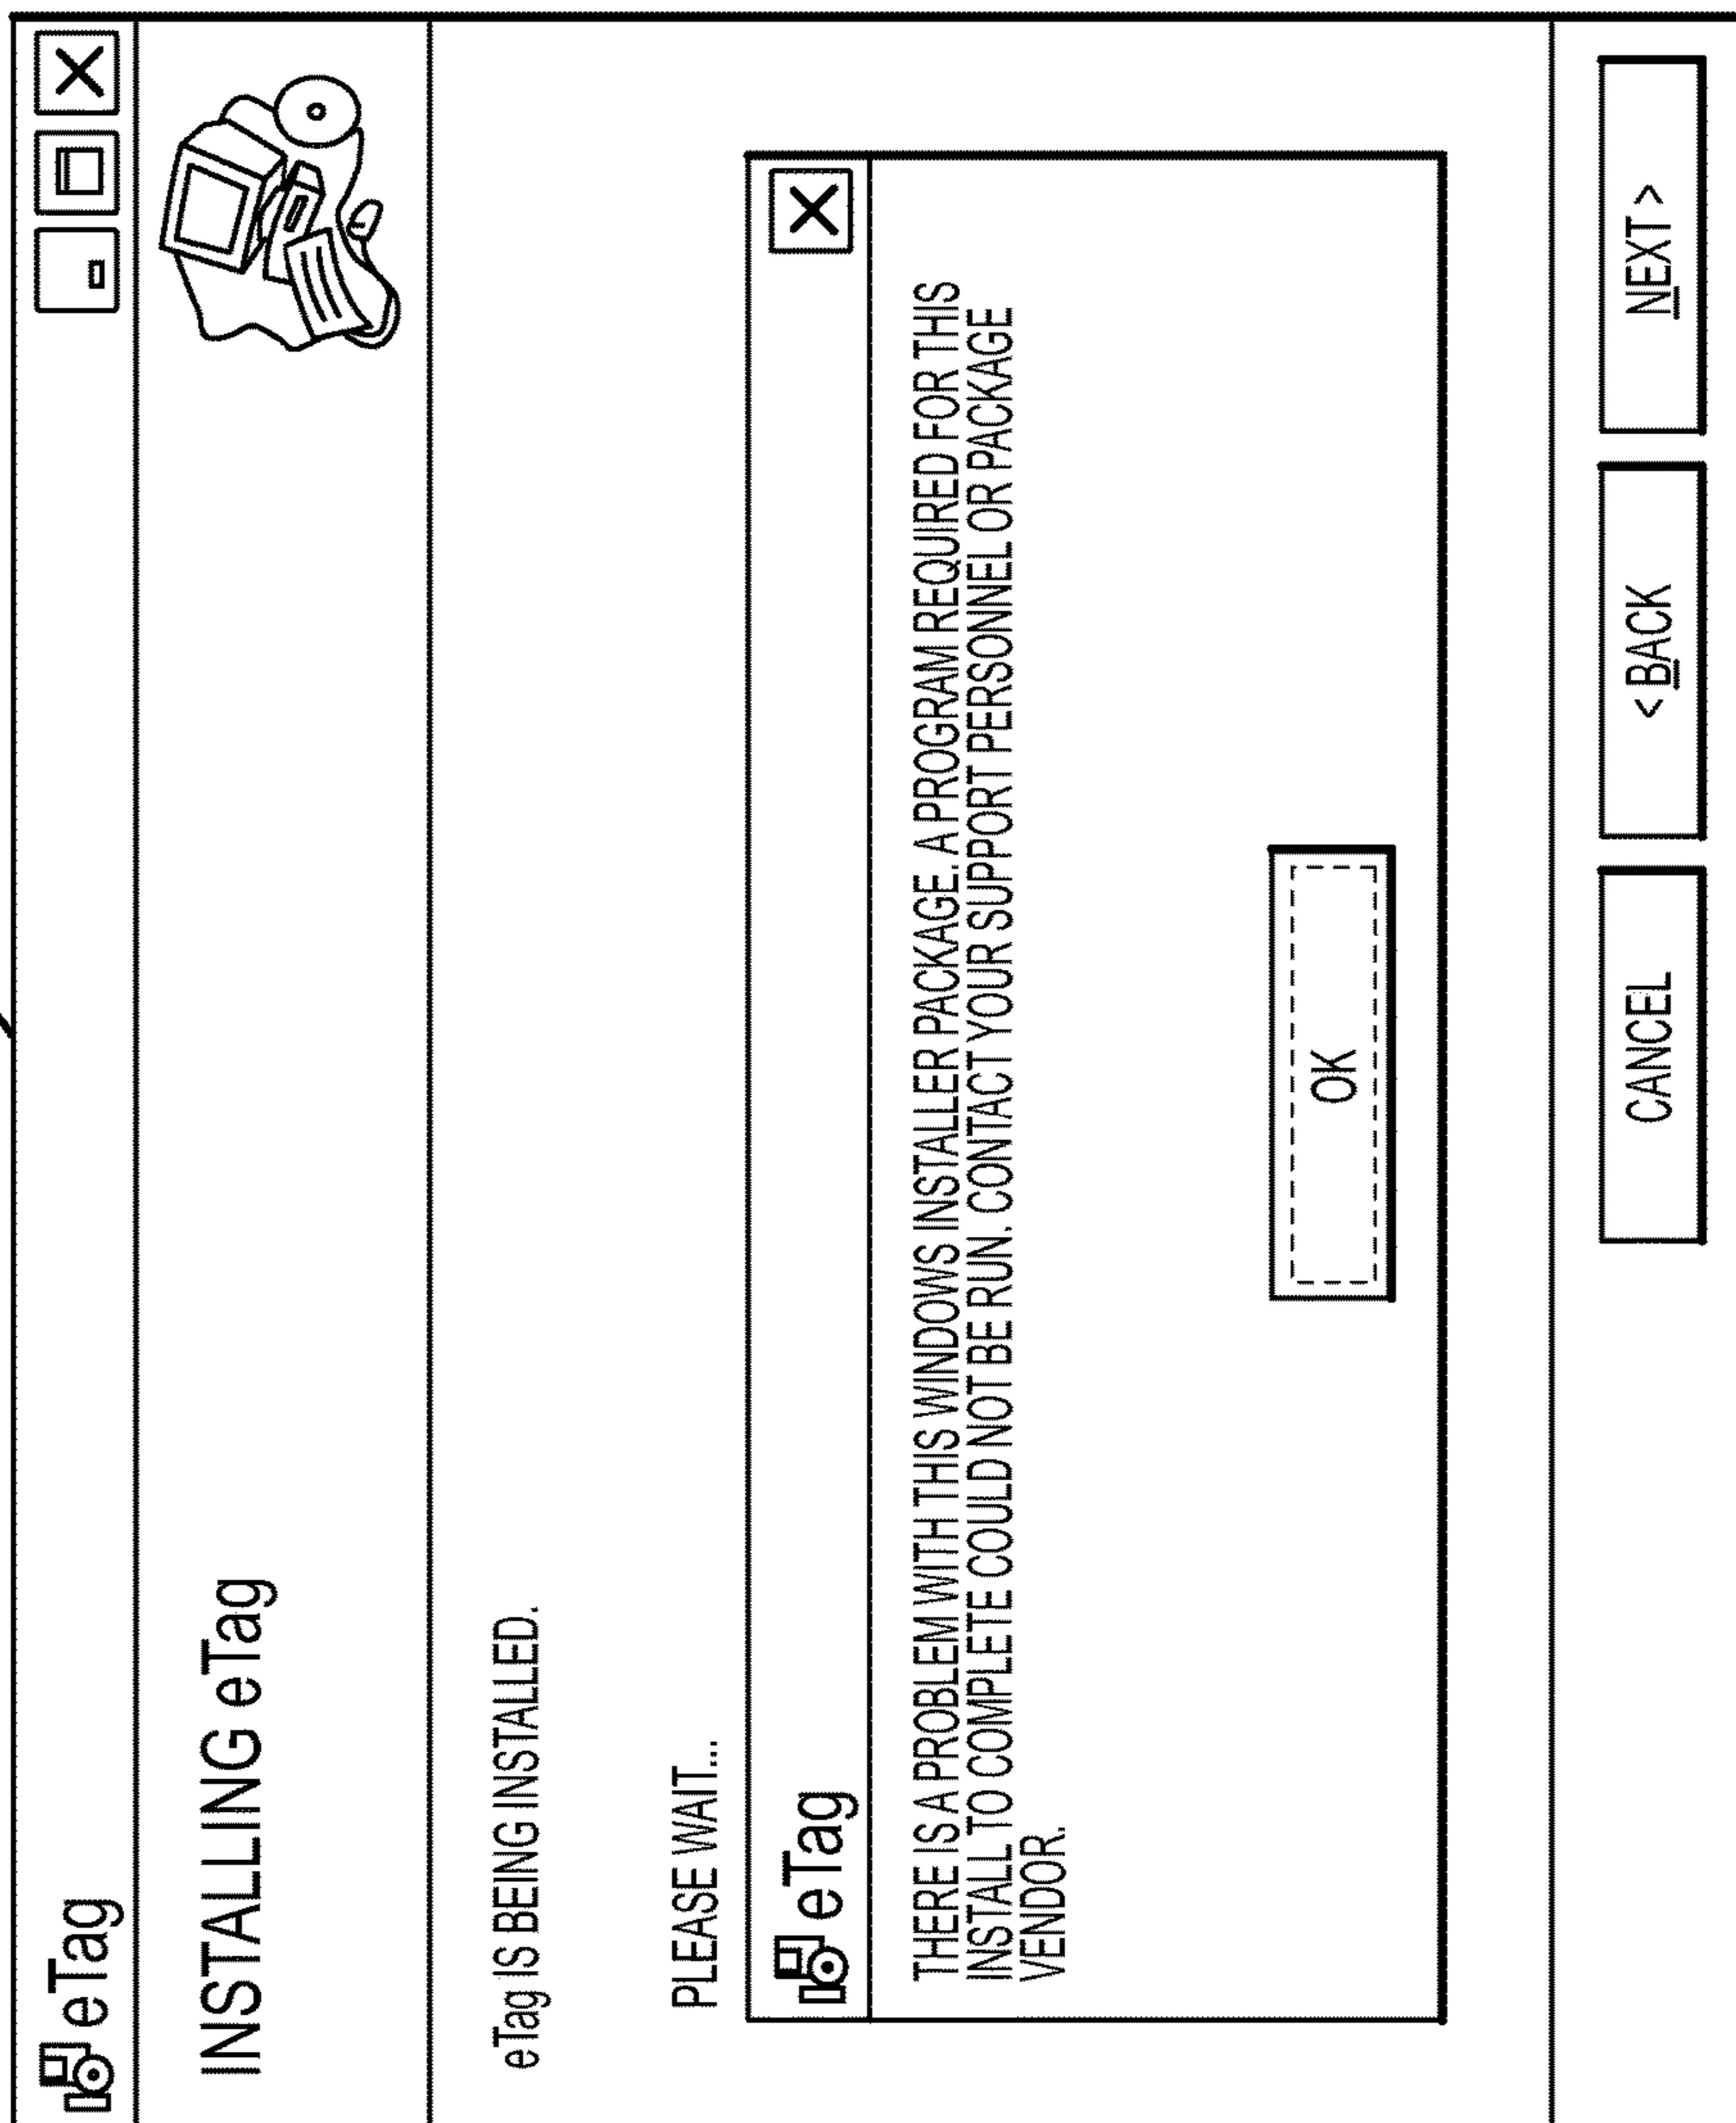 eTag
INSTALLING eTag
eTag IS BEING INSTALLED.
PLEASE WAIT...
eTag
THERE IS A PROBLEM WITH THIS WINDOWS INSTALLER PACKAGE. A PROGRAM REQUIRED FOR THIS
INSTALL TO COMPLETE COULD NOT BE RUN. CONTACT YOUR SUPPORT PERSONNEL OR PACKAGE
VENDOR.
OK
CANCEL
< BACK
NEXT >